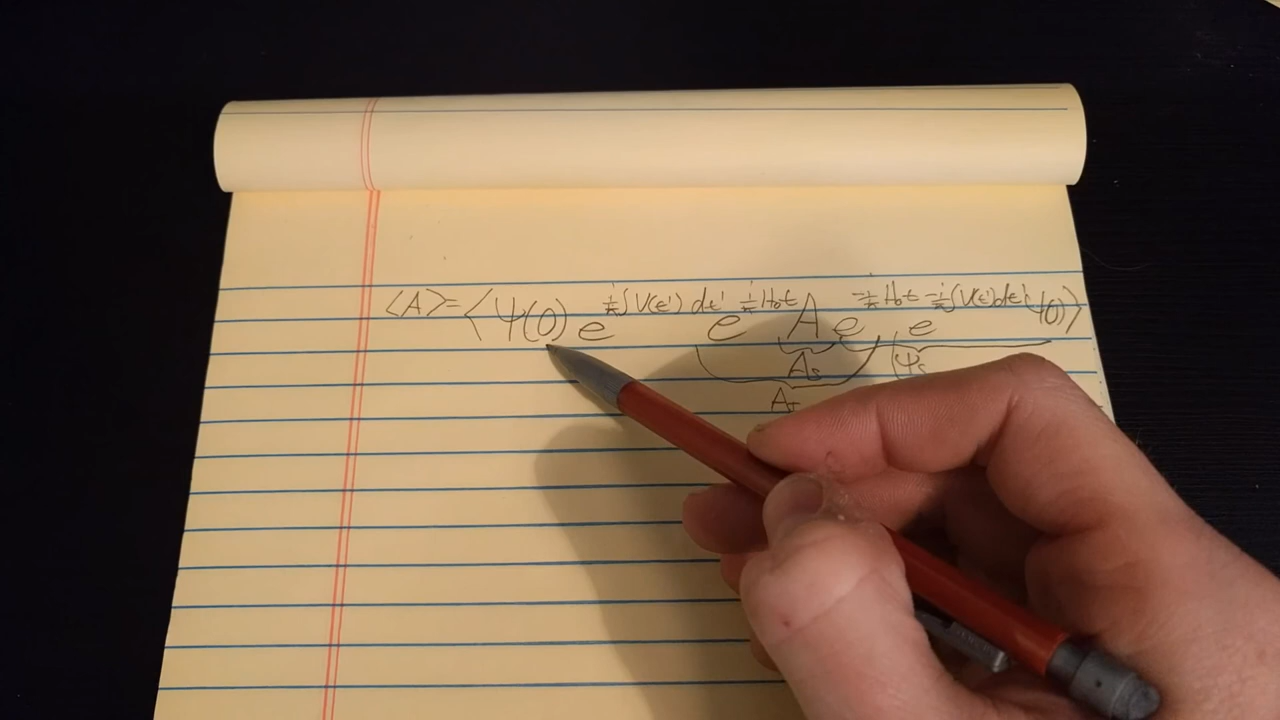 ⟨A⟩=⟨Ψ(0) e^{i/ħ ∫V(t') dt'} e^{i/ħ H₀t} A e^{-i/ħ H₀t} e^{-i/ħ ∫V(t')dt'} Ψ(0)⟩
A_S Ψ_S
A_I